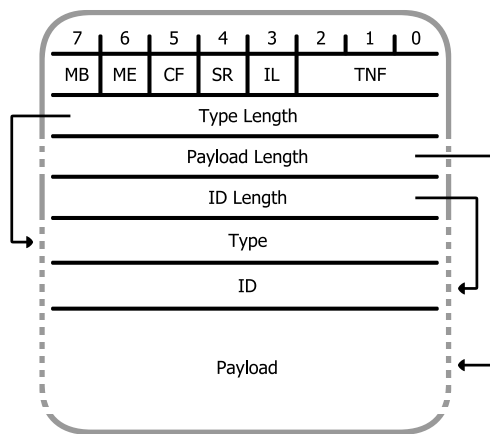 7 6 5 4 3 2 1 0
MB ME CF SR IL TNF
Type Length
Payload Length
ID Length
Type
ID
Payload